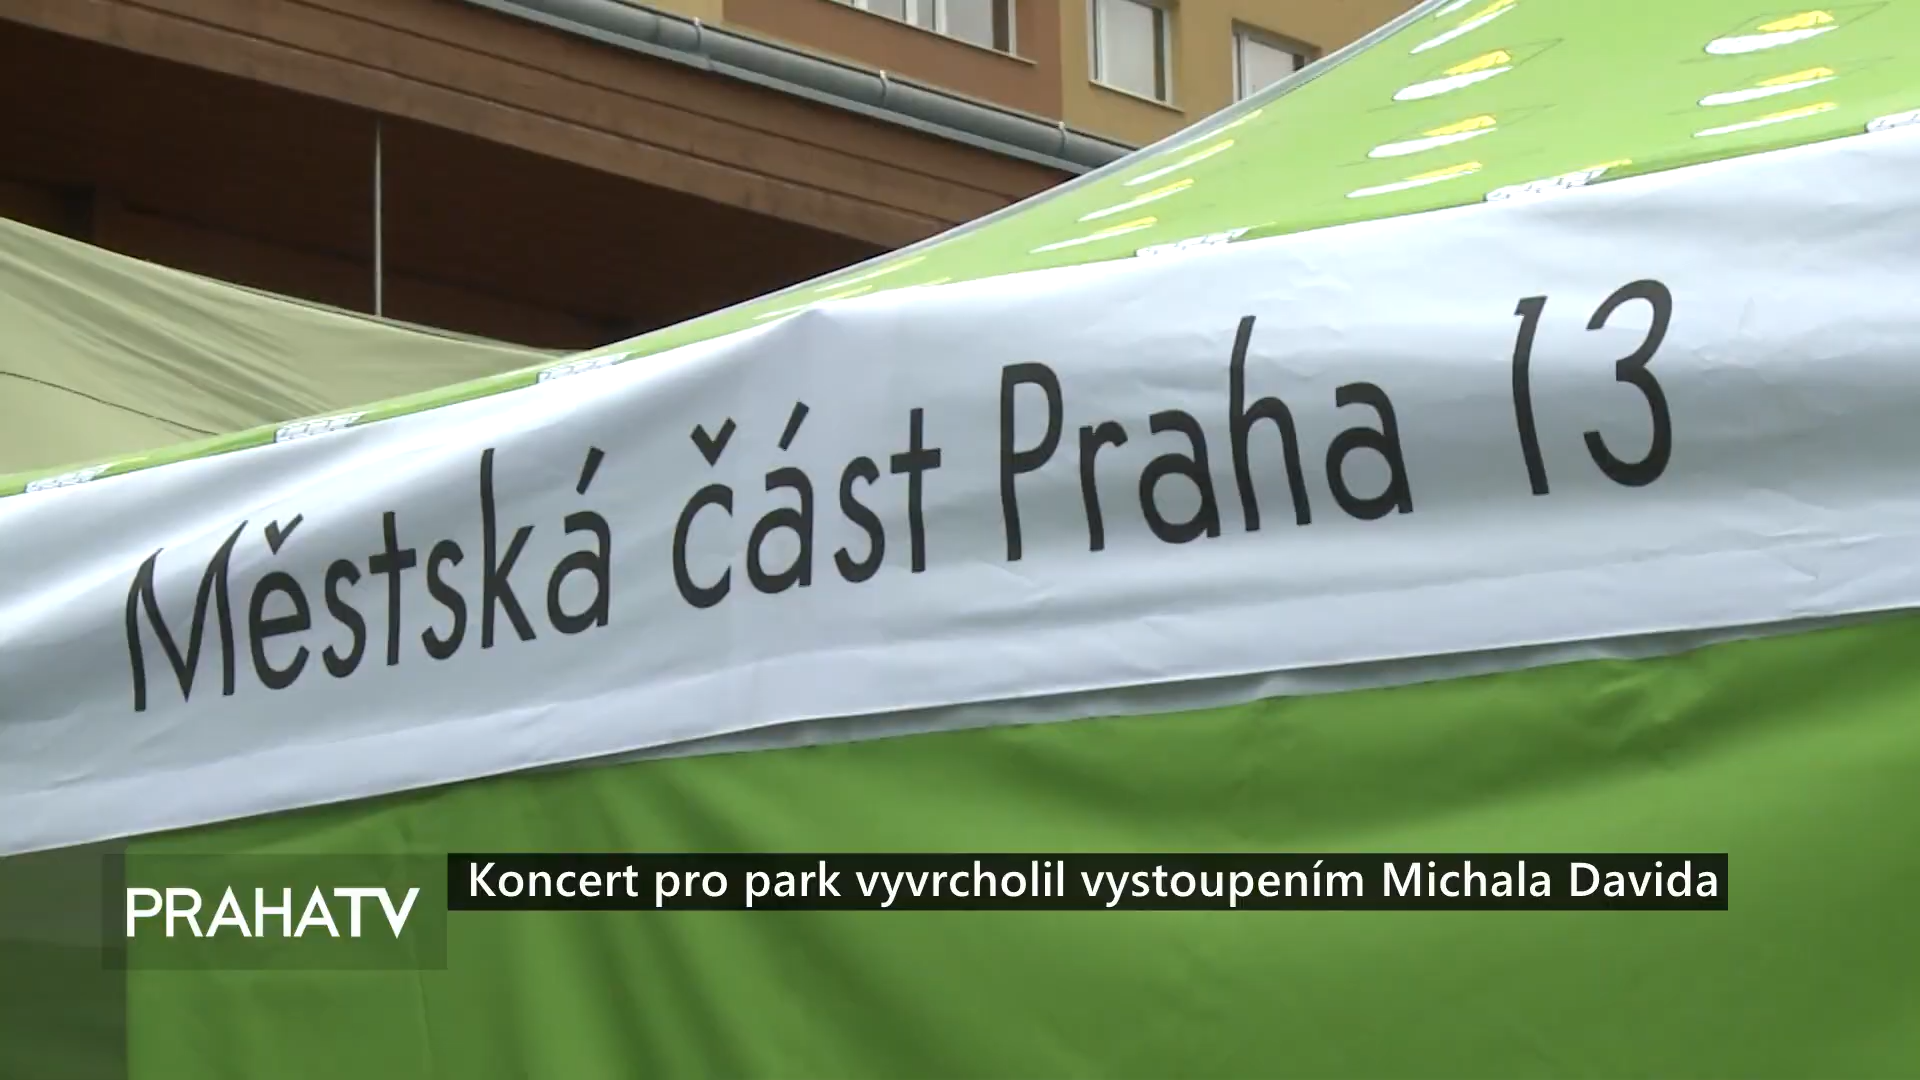 Městská část Praha 13
PRAHATV
Koncert pro park vyvrcholil vystoupením Michala Davida